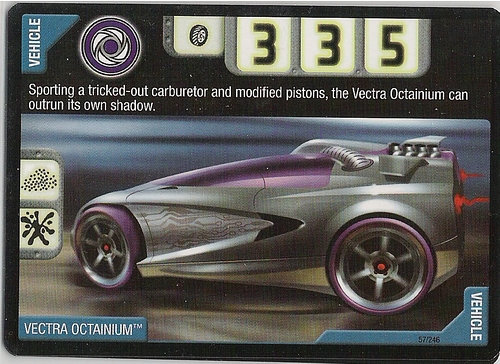 VEHICLE
3 3 5
Sporting a tricked-out carburetor and modified pistons, the Vectra Octainium can
outrun its own shadow.
VECTRA OCTAINIUM™
57/246
VEHICLE